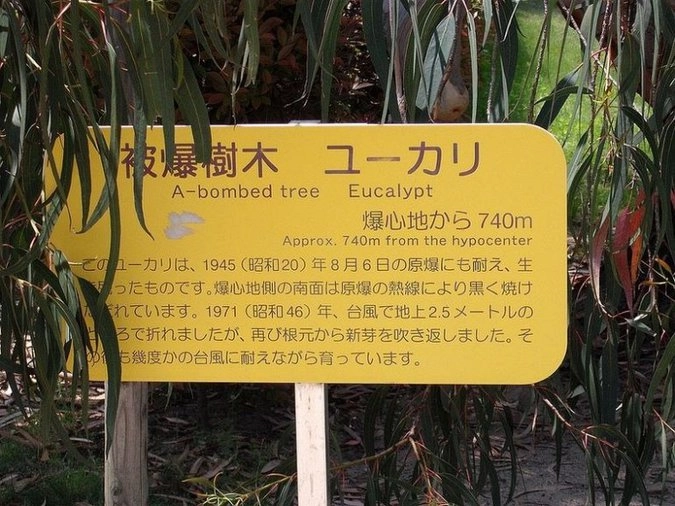 被爆樹木 ユーカリ
A-bombed tree Eucalypt
爆心地から 740m
Approx. 740m from the hypocenter
このユーカリは、1945（昭和20）年8月6日の原爆にも耐え、生
ったものです。爆心地側の南面は原爆の熱線により黒く焼け
れています。1971（昭和46）年、台風で地上2.5メートルの
ろで折れましたが、再び根元から新芽を吹き返しました。そ
の後も幾度かの台風に耐えながら育っています。